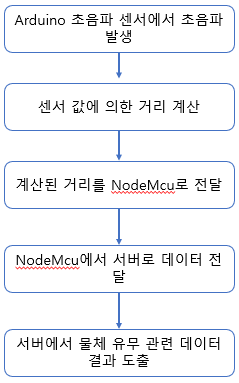 Arduino 초음파 센서에서 초음파
발생
센서 값에 의한 거리 계산
계산된 거리를 NodeMcu로 전달
NodeMcu에서 서버로 데이터 전
달
서버에서 물체 유무 관련 데이터
결과 도출